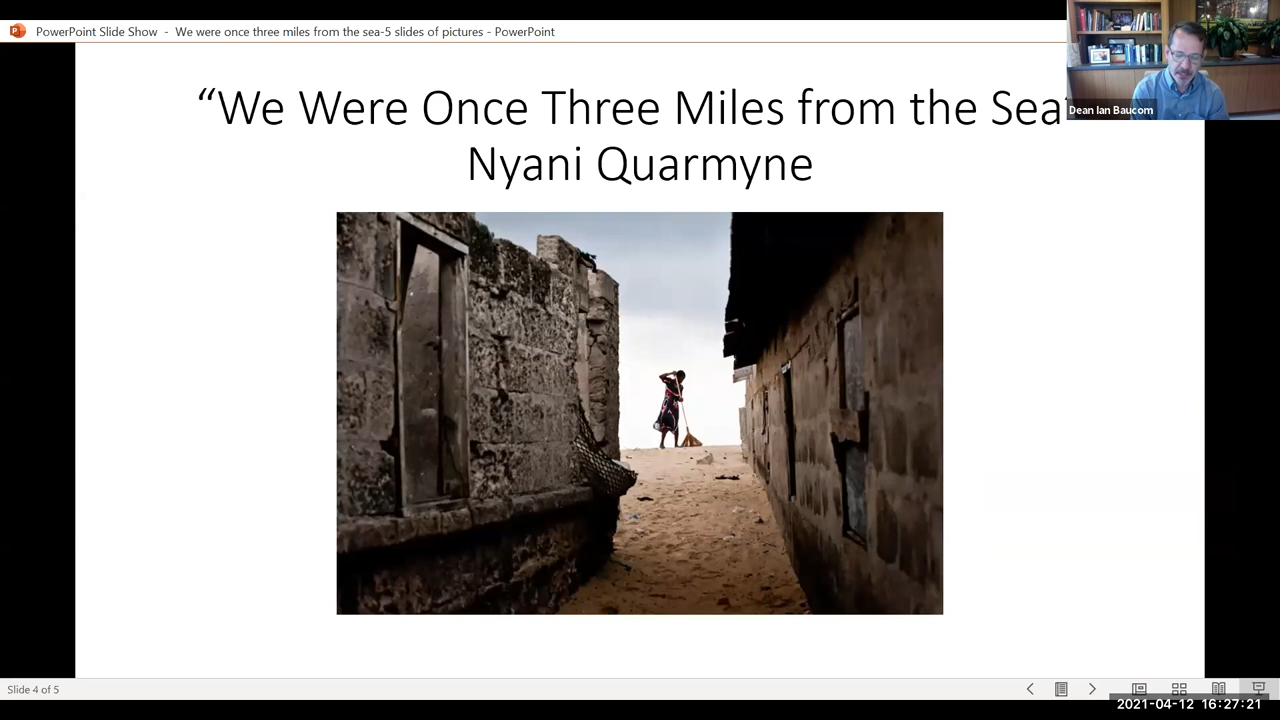 PowerPoint Slide Show - We were once three miles from the sea-5 slides of pictures - PowerPoint
Dean Ian Baucom
“We Were Once Three Miles from the Sea
Nyani Quarmyne
Slide 4 of 5
2021-04-12 16:27:21